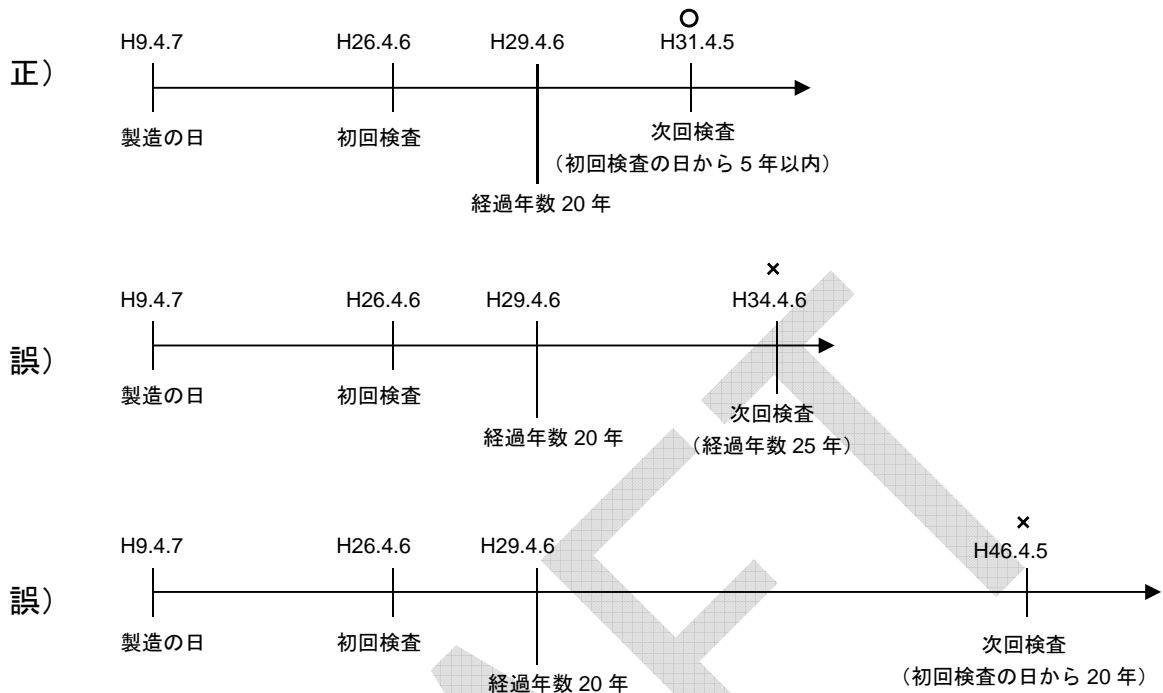 ○
H9.4.7 H26.4.6 H29.4.6 H31.4.5
正）
製造の日 初回検査 次回検査
（初回検査の日から 5 年以内）
経過年数 20 年
×
H9.4.7 H26.4.6 H29.4.6 H34.4.6
誤）
製造の日 初回検査 次回検査
経過年数 20 年 （経過年数 25 年）
×
H9.4.7 H26.4.6 H29.4.6 H46.4.5
誤）
製造の日 初回検査 次回検査
経過年数 20 年 （初回検査の日から 20 年）